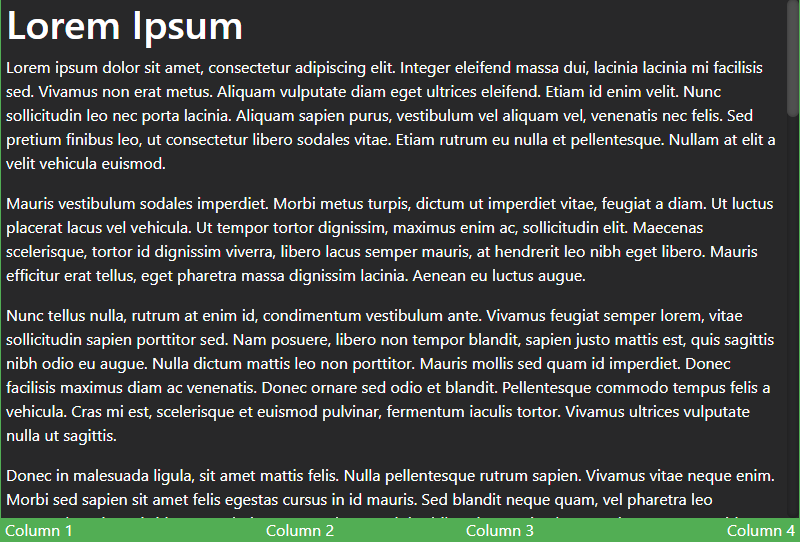 Lorem Ipsum
Lorem ipsum dolor sit amet, consectetur adipiscing elit. Integer eleifend massa dui, lacinia lacinia mi facilisis
sed. Vivamus non erat metus. Aliquam vulputate diam eget ultrices eleifend. Etiam id enim velit. Nunc
sollicitudin leo nec porta lacinia. Aliquam sapien purus, vestibulum vel aliquam vel, venenatis nec felis. Sed
pretium finibus leo, ut consectetur libero sodales vitae. Etiam rutrum eu nulla et pellentesque. Nullam at elit a
velit vehicula euismod.
Mauris vestibulum sodales imperdiet. Morbi metus turpis, dictum ut imperdiet vitae, feugiat a diam. Ut luctus
placerat lacus vel vehicula. Ut tempor tortor dignissim, maximus enim ac, sollicitudin elit. Maecenas
scelerisque, tortor id dignissim viverra, libero lacus semper mauris, at hendrerit leo nibh eget libero. Mauris
efficitur erat tellus, eget pharetra massa dignissim lacinia. Aenean eu luctus augue.
Nunc tellus nulla, rutrum at enim id, condimentum vestibulum ante. Vivamus feugiat semper lorem, vitae
sollicitudin sapien porttitor sed. Nam posuere, libero non tempor blandit, sapien justo mattis est, quis sagittis
nibh odio eu augue. Nulla dictum mattis leo non porttitor. Mauris mollis sed quam id imperdiet. Donec
facilisis maximus diam ac venenatis. Donec ornare sed odio et blandit. Pellentesque commodo tempus felis a
vehicula. Cras mi est, scelerisque et euismod pulvinar, fermentum iaculis tortor. Vivamus ultrices vulputate
nulla ut sagittis.
Donec in malesuada ligula, sit amet mattis felis. Nulla pellentesque rutrum sapien. Vivamus vitae neque enim.
Morbi sed sapien sit amet felis egestas cursus in id mauris. Sed blandit neque quam, vel pharetra leo
Column 1 Column 2 Column 3 Column 4